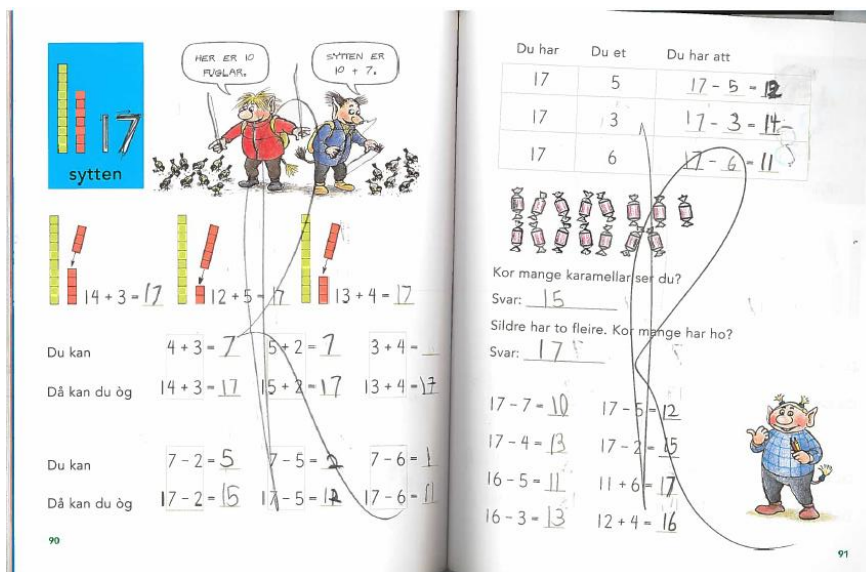 HER ER 10
FUGLAR.
SYTTEN ER
10 + 7.
17
sytten
14 + 3 = 17
12 + 5 = 17
13 + 4 = 17
Du kan
4 + 3 = 7
5 + 2 = 7
3 + 4 =
Då kan du òg
14 + 3 = 17
15 + 2 = 17
13 + 4 = 17
Du kan
7 - 2 = 5
7 - 5 = 2
7 - 6 = 1
Då kan du òg
17 - 2 = 15
17 - 5 = 12
17 - 6 = 11
90
Du har Du et Du har att
17 5 17 - 5 = 12
17 3 17 - 3 = 14
17 6 17 - 6 = 11
Kor mange karamellar ser du?
Svar: 15
Sildre har to fleire. Kor mange har ho?
Svar: 17
17 - 7 = 10 17 - 5 = 12
17 - 4 = 13 17 - 2 = 15
16 - 5 = 11 11 + 6 = 17
16 - 3 = 13 12 + 4 = 16
91